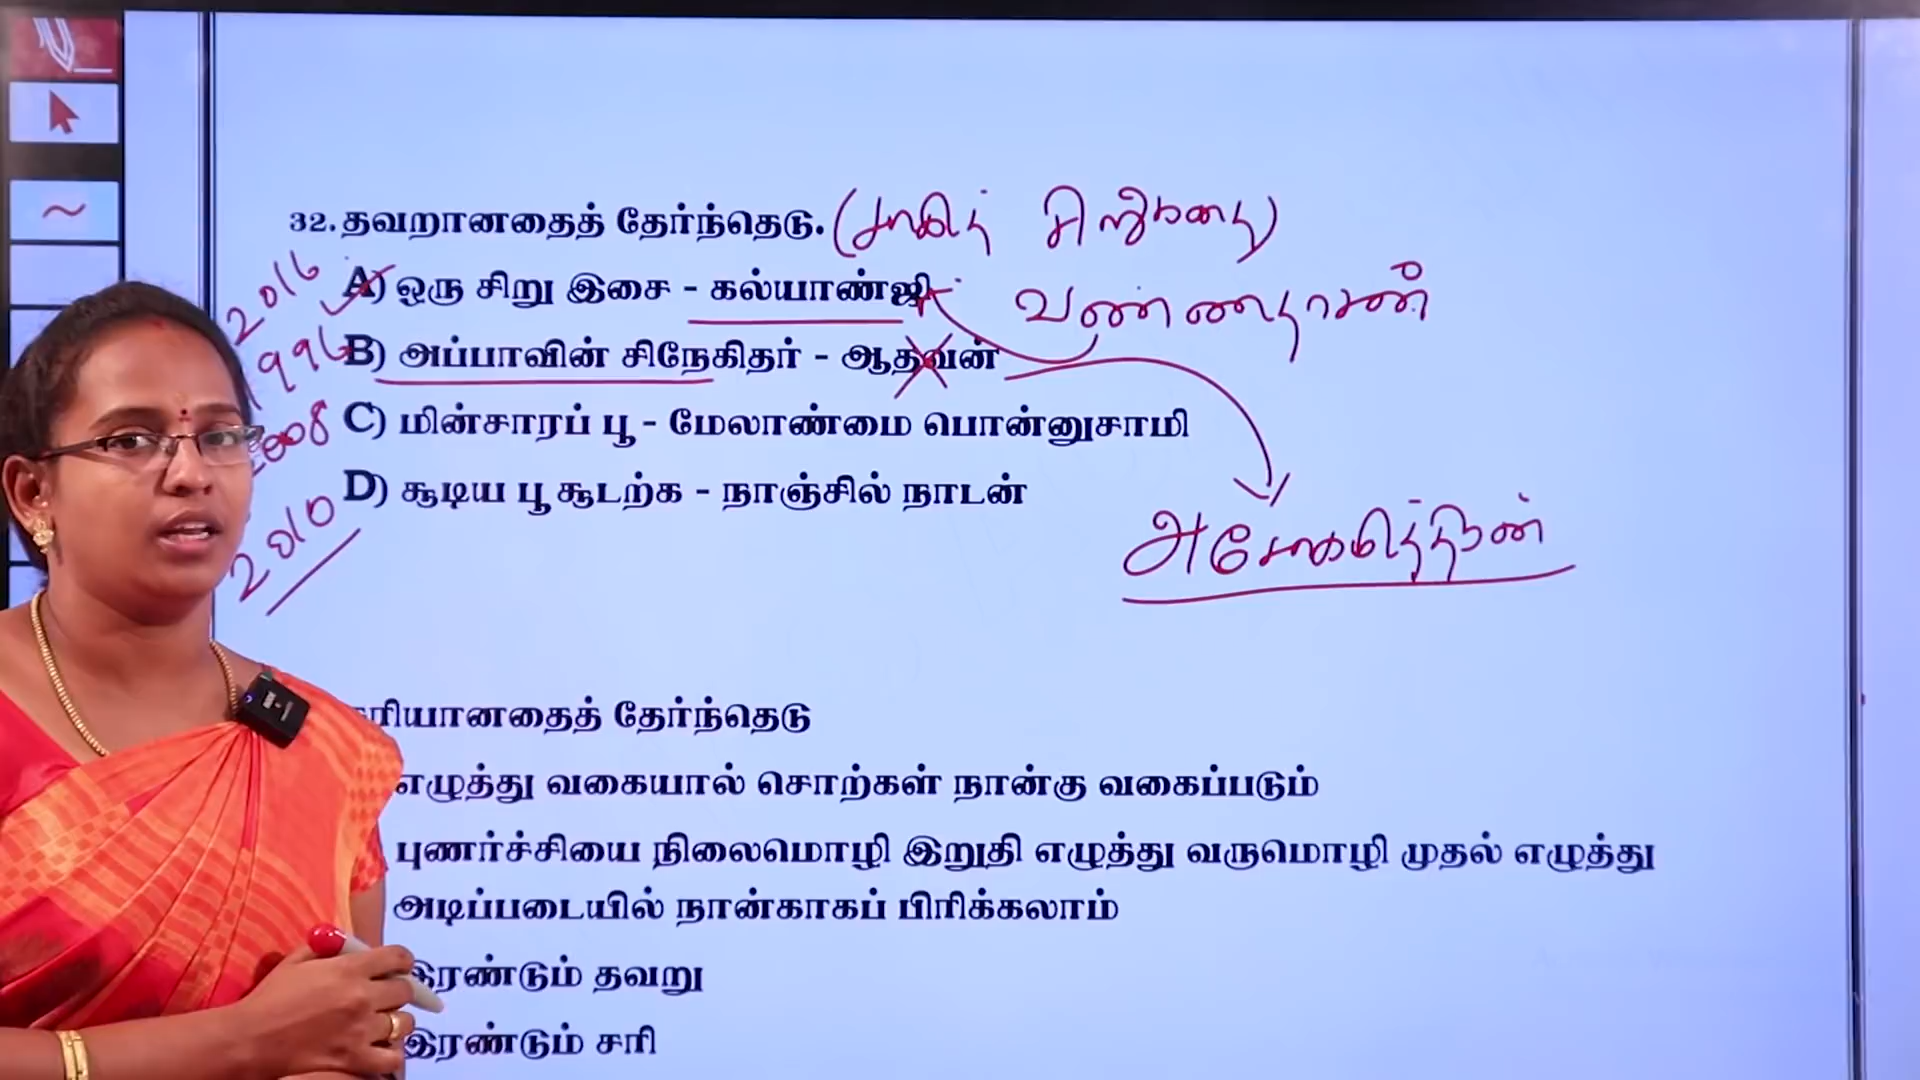 32. தவறானதைத் தேர்ந்தெடு. (சாகித் சிறுகதை)
2016 A) ஒரு சிறு இசை - கல்யாண்ஜி வண்ணதாசன்
1996 B) அப்பாவின் சிநேகிதர் - ஆதவன்
2008 C) மின்சாரப் பூ - மேலாண்மை பொன்னுசாமி
2010 D) சூடிய பூ சூடற்க - நாஞ்சில் நாடன்
அசோகமித்திரன்
சரியானதைத் தேர்ந்தெடு
எழுத்து வகையால் சொற்கள் நான்கு வகைப்படும்
புணர்ச்சியை நிலைமொழி இறுதி எழுத்து வருமொழி முதல் எழுத்து
அடிப்படையில் நான்காகப் பிரிக்கலாம்
இரண்டும் தவறு
இரண்டும் சரி